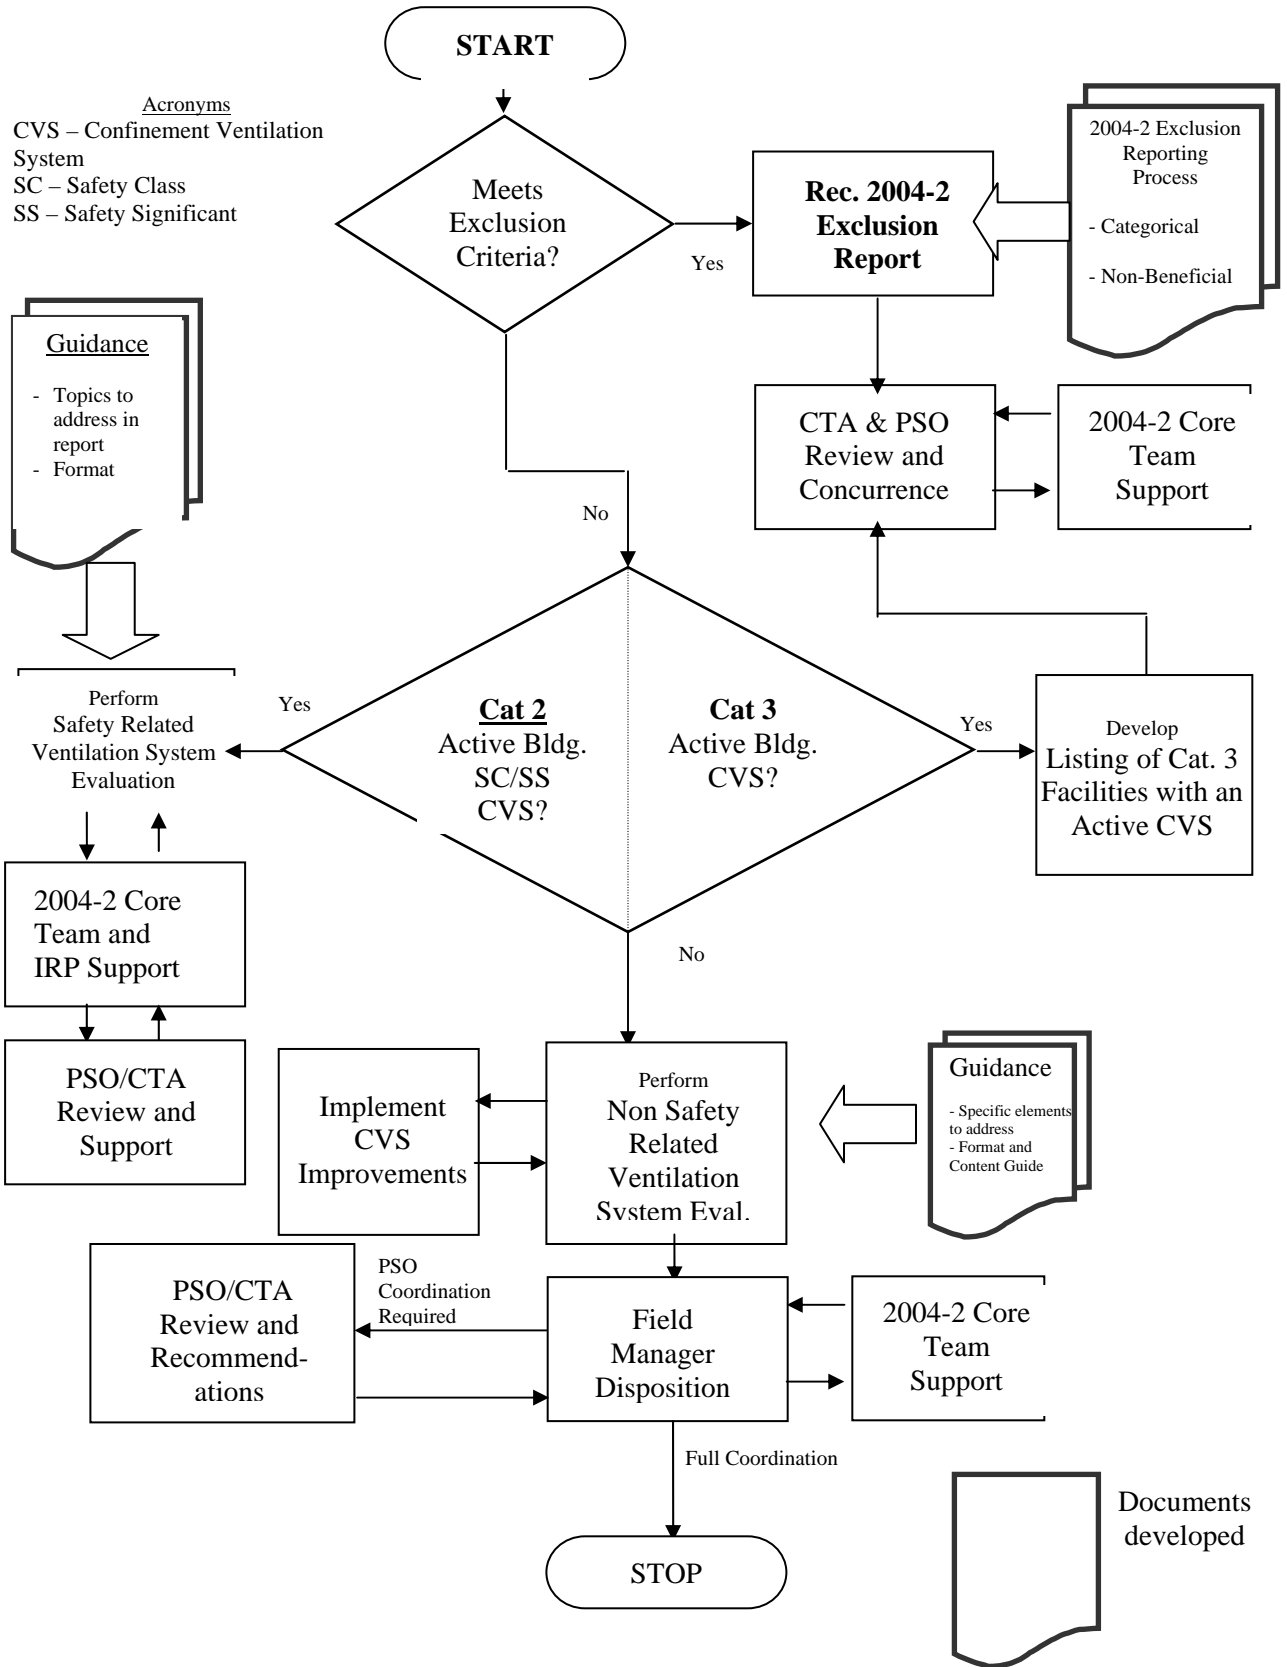 START
Acronyms
CVS – Confinement Ventilation
System
SC – Safety Class
SS – Safety Significant
Meets
Exclusion
Criteria?
Yes
Rec. 2004-2
Exclusion
Report
2004-2 Exclusion
Reporting
Process
- Categorical
- Non-Beneficial
Guidance
- Topics to
address in
report
- Format
CTA & PSO
Review and
Concurrence
2004-2 Core
Team
Support
No
Perform
Safety Related
Ventilation System
Evaluation
Yes
Cat 2
Active Bldg.
SC/SS
CVS?
Cat 3
Active Bldg.
CVS?
Yes
Develop
Listing of Cat. 3
Facilities with an
Active CVS
2004-2 Core
Team and
IRP Support
No
PSO/CTA
Review and
Support
Implement
CVS
Improvements
Perform
Non Safety
Related
Ventilation
System Eval.
Guidance
- Specific elements
to address
- Format and
Content Guide
PSO/CTA
Review and
Recommend-
ations
PSO
Coordination
Required
Field
Manager
Disposition
2004-2 Core
Team
Support
Full Coordination
STOP
Documents
developed